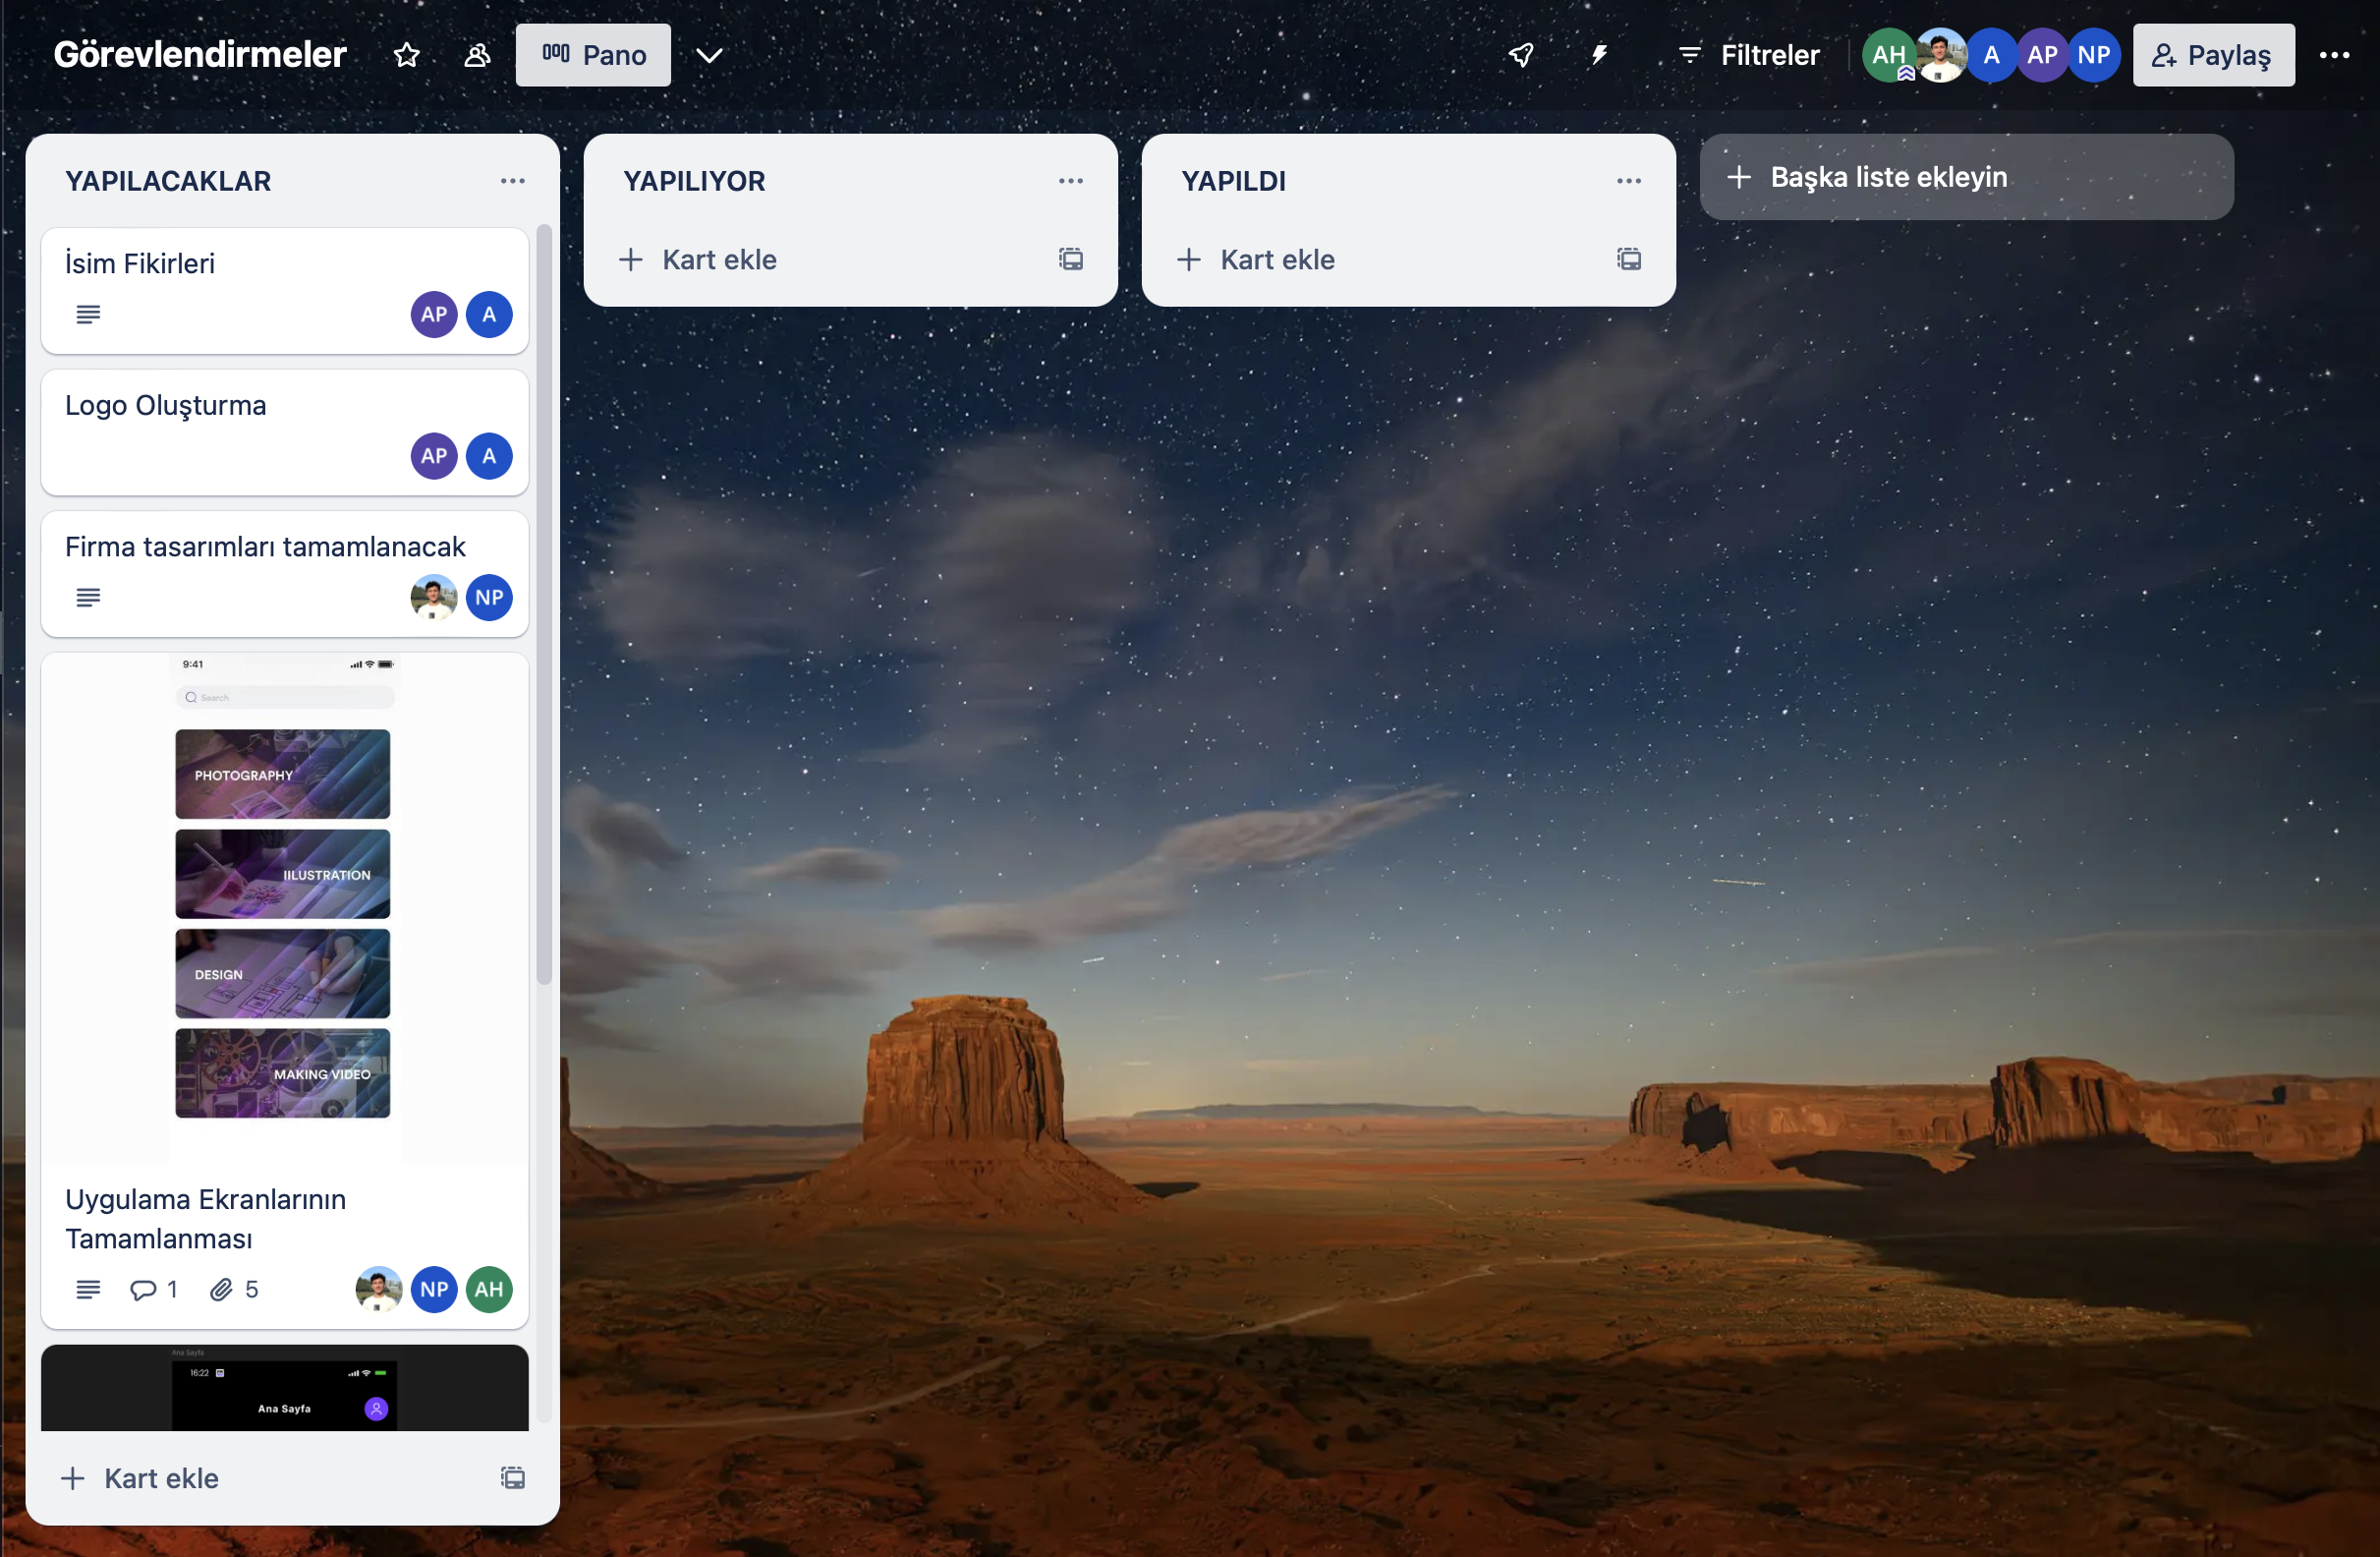 Görevlendirmeler
Pano
Filtreler
AH
A
AP
NP
Paylaş
YAPILACAKLAR
İsim Fikirleri
AP
A
Logo Oluşturma
AP
A
Firma tasarımları tamamlanacak
NP
9:41
Search
PHOTOGRAPHY
IILUSTRATION
DESIGN
MAKING VIDEO
Uygulama Ekranlarının
Tamamlanması
1
5
NP
AH
Ana Sayfa
16:22
Ana Sayfa
Kart ekle
YAPILIYOR
Kart ekle
YAPILDI
Kart ekle
Başka liste ekleyin